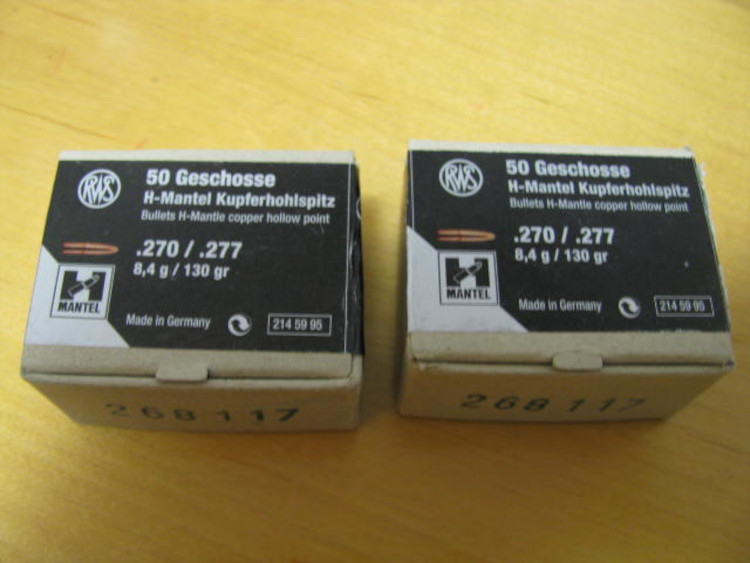 RWS
50 Geschosse
H-Mantel Kupferhohlspitz
Bullets H-Mantle copper hollow point
.270 / .277
8,4 g / 130 gr
H
MANTEL
Made in Germany
214 59 95
268 117
RWS
50 Geschosse
H-Mantel Kupferhohlspitz
Bullets H-Mantle copper hollow point
.270 / .277
8,4 g / 130 gr
H
MANTEL
Made in Germany
214 59 95
268 117